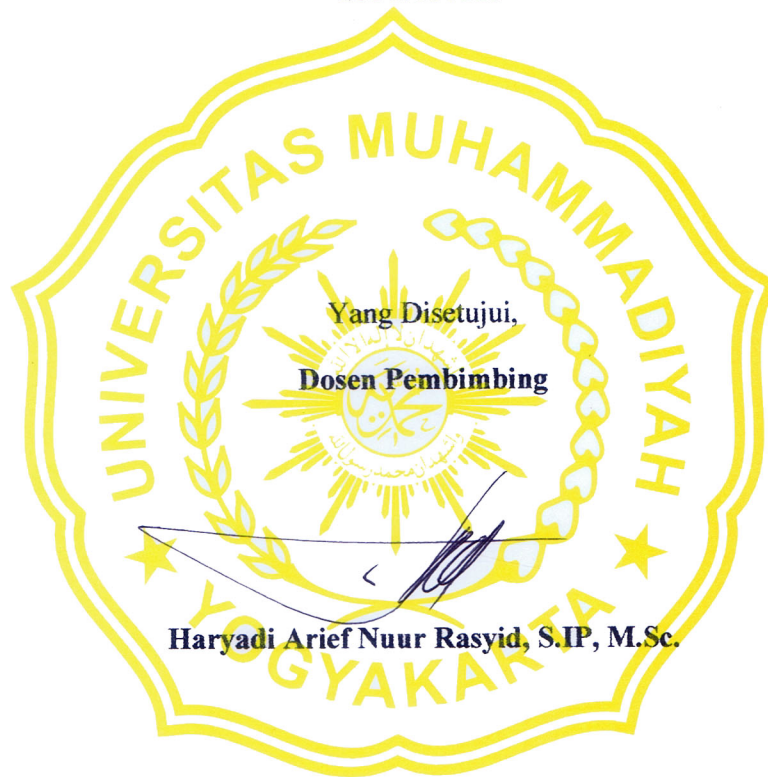 UNIVERSITAS MUHAMMADIYAH
Yang Disetujui,
Dosen Pembimbing
Haryadi Arief Nuur Rasyid, S.IP, M.Sc.
YOGYAKARTA